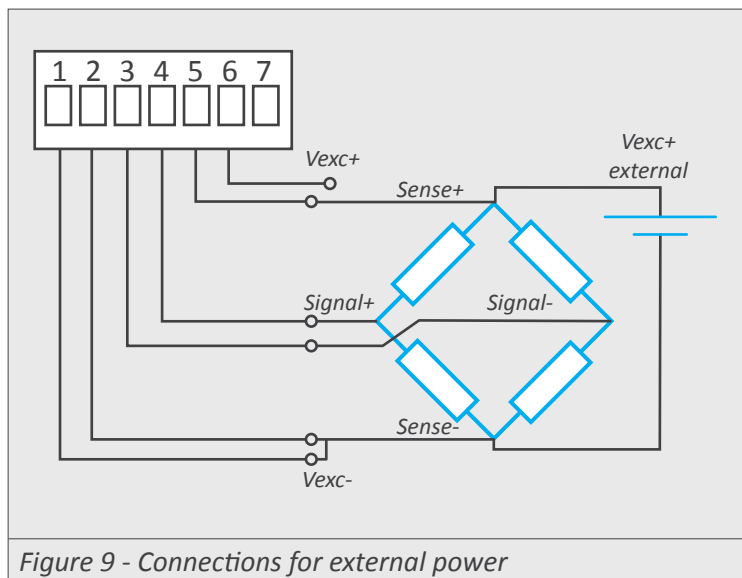 1 2 3 4 5 6 7
Vexc+
Vexc+
external
Sense+
Signal+
Signal-
Sense-
Vexc-
Figure 9 - Connections for external power